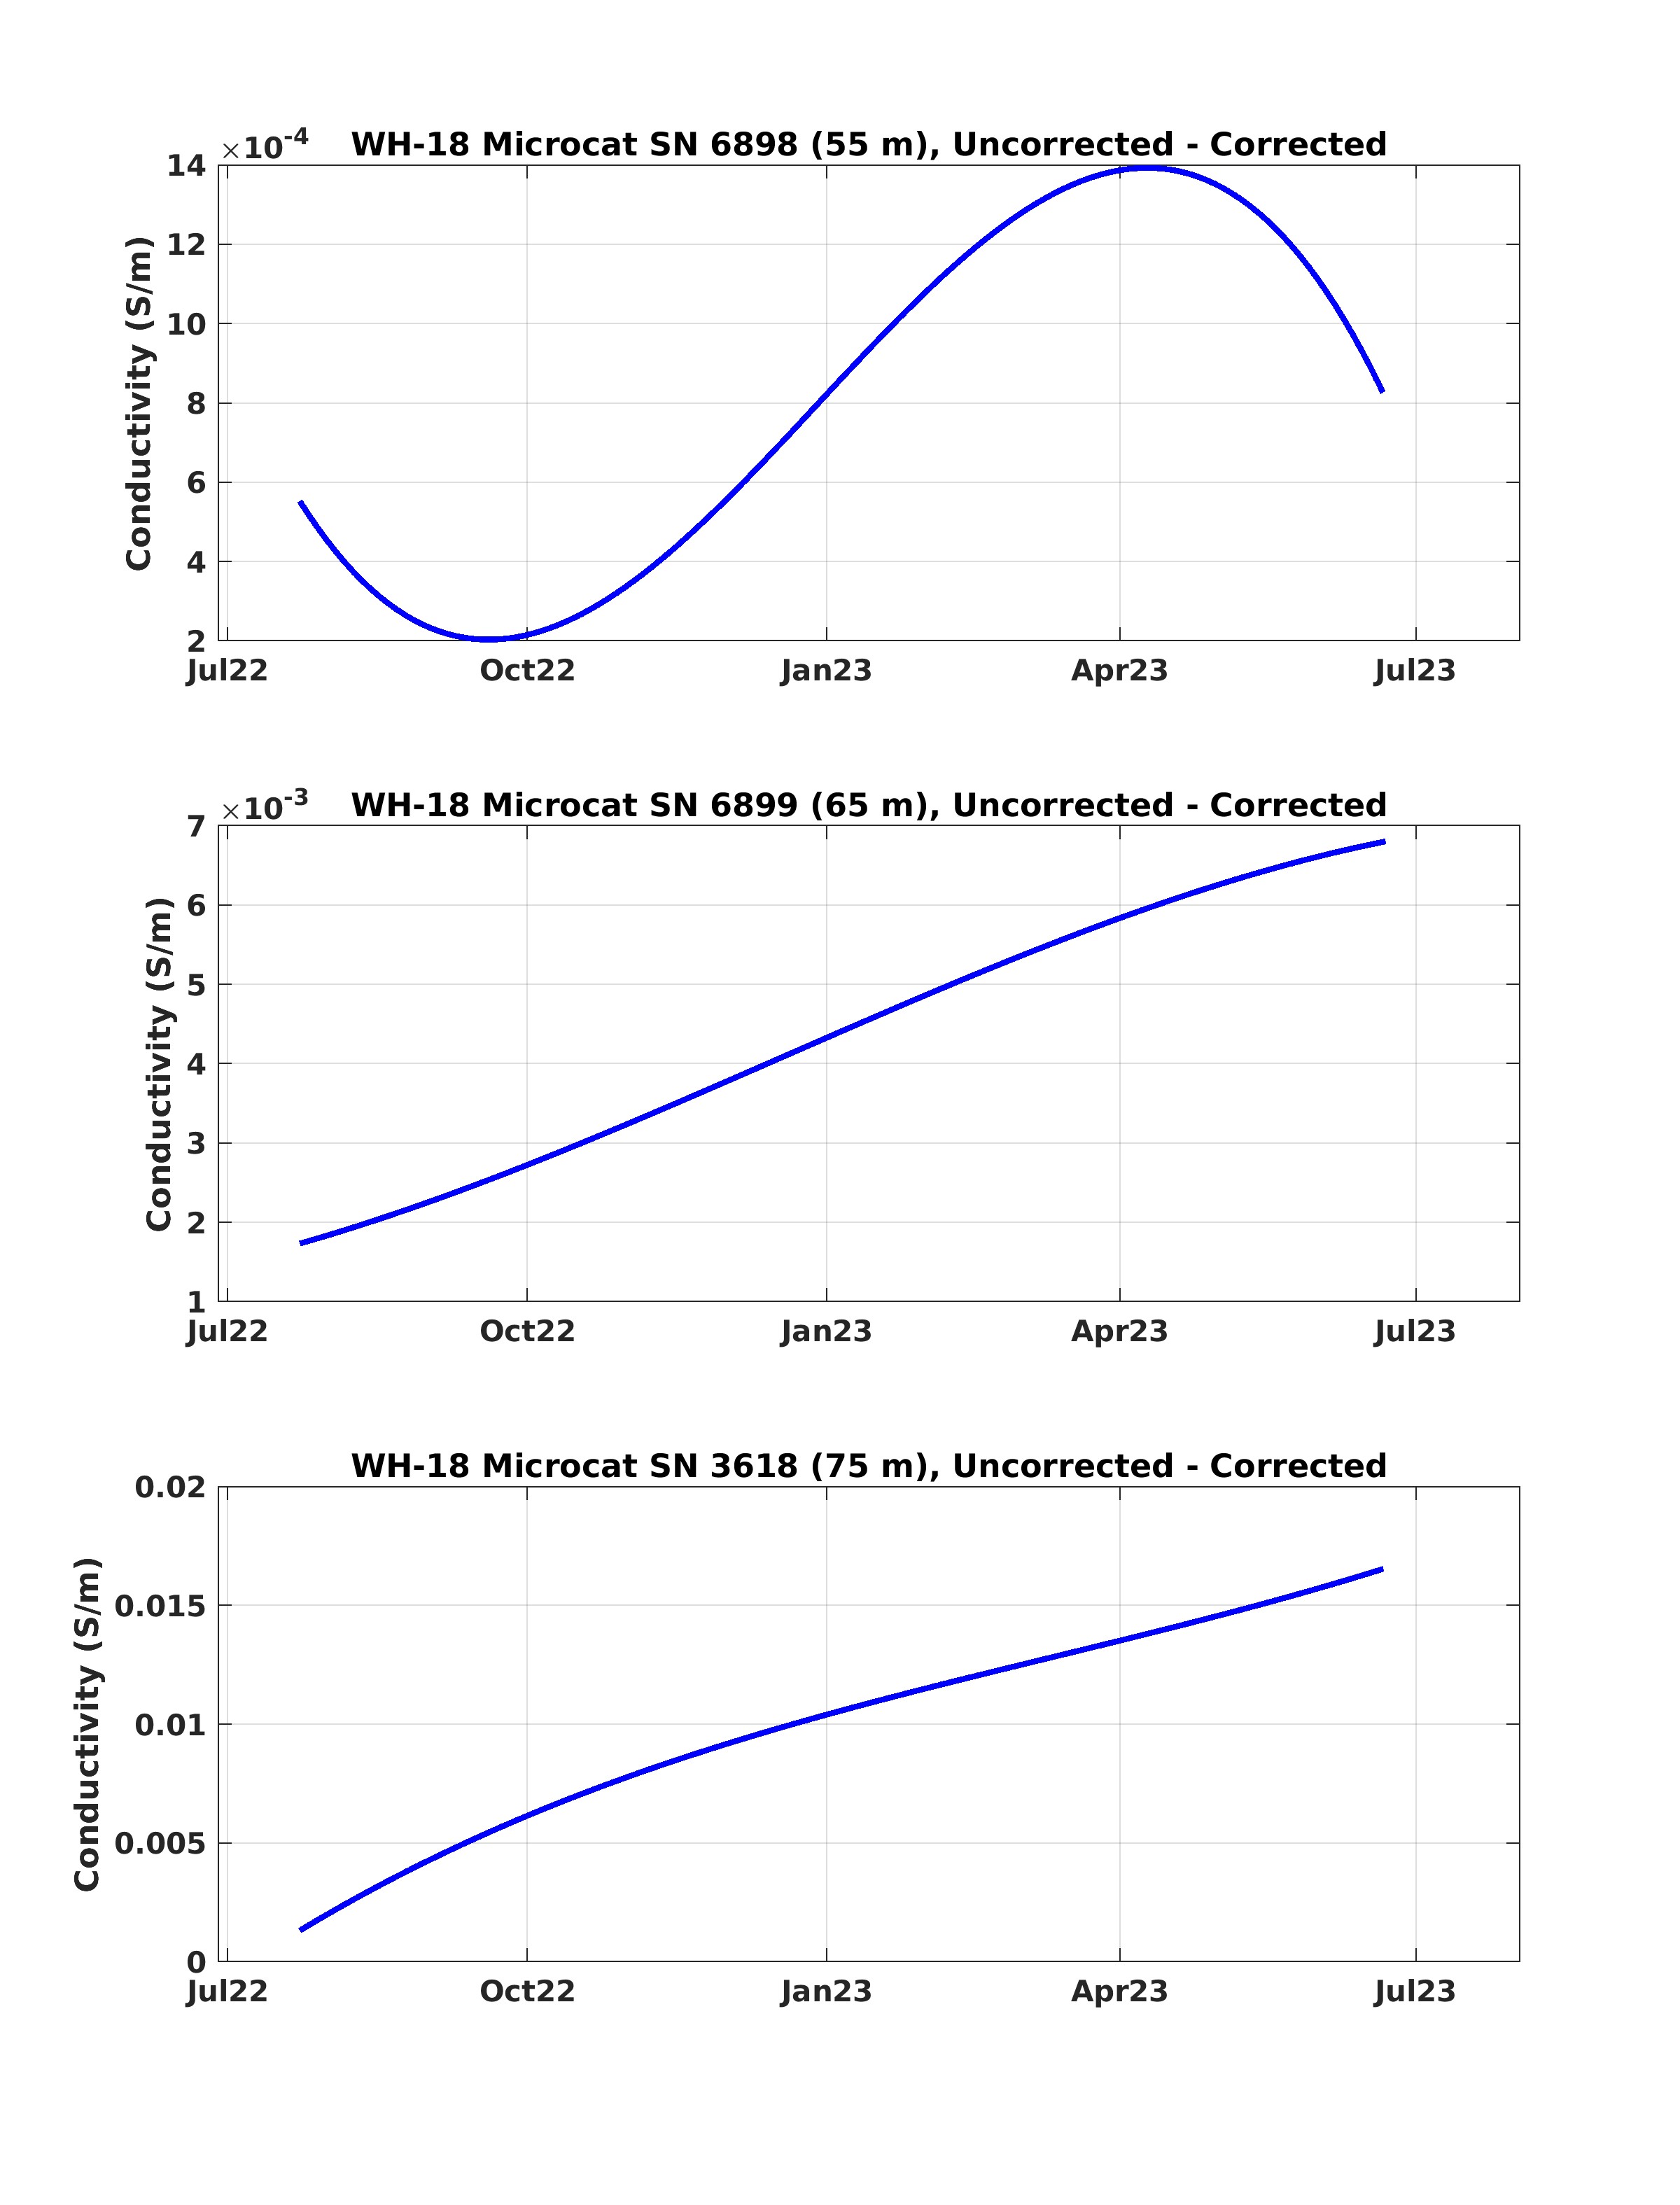 ×10-4 WH-18 Microcat SN 6898 (55 m), Uncorrected - Corrected
Conductivity (S/m)
14
12
10
8
6
4
2
Jul22 Oct22 Jan23 Apr23 Jul23
×10-3 WH-18 Microcat SN 6899 (65 m), Uncorrected - Corrected
Conductivity (S/m)
7
6
5
4
3
2
1
Jul22 Oct22 Jan23 Apr23 Jul23
WH-18 Microcat SN 3618 (75 m), Uncorrected - Corrected
Conductivity (S/m)
0.02
0.015
0.01
0.005
0
Jul22 Oct22 Jan23 Apr23 Jul23